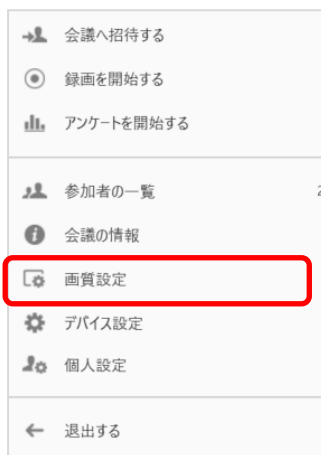 会議へ招待する
録画を開始する
アンケートを開始する
参加者の一覧 2
会議の情報
画質設定
デバイス設定
個人設定
退出する